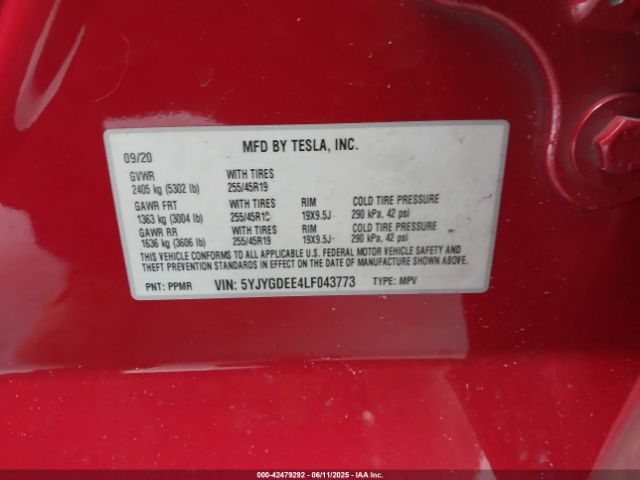 MFD BY TESLA, INC.
09/20
GVWR WITH TIRES
2405 kg (5302 lb) 255/45R19
GAWR FRT WITH TIRES RIM COLD TIRE PRESSURE
1363 kg (3004 lb) 255/45R19 19X9.5J 290 kPa, 42 psi
GAWR RR WITH TIRES RIM COLD TIRE PRESSURE
1636 kg (3606 lb) 255/45R19 19X9.5J 290 kPa, 42 psi
THIS VEHICLE CONFORMS TO ALL APPLICABLE U.S. FEDERAL MOTOR VEHICLE SAFETY AND
THEFT PREVENTION STANDARDS IN EFFECT ON THE DATE OF MANUFACTURE SHOWN ABOVE.
PNT: PPMR VIN: 5YJYGDEE4LF043773 TYPE: MPV
000-42479292 - 06/11/2025 - IAA Inc.